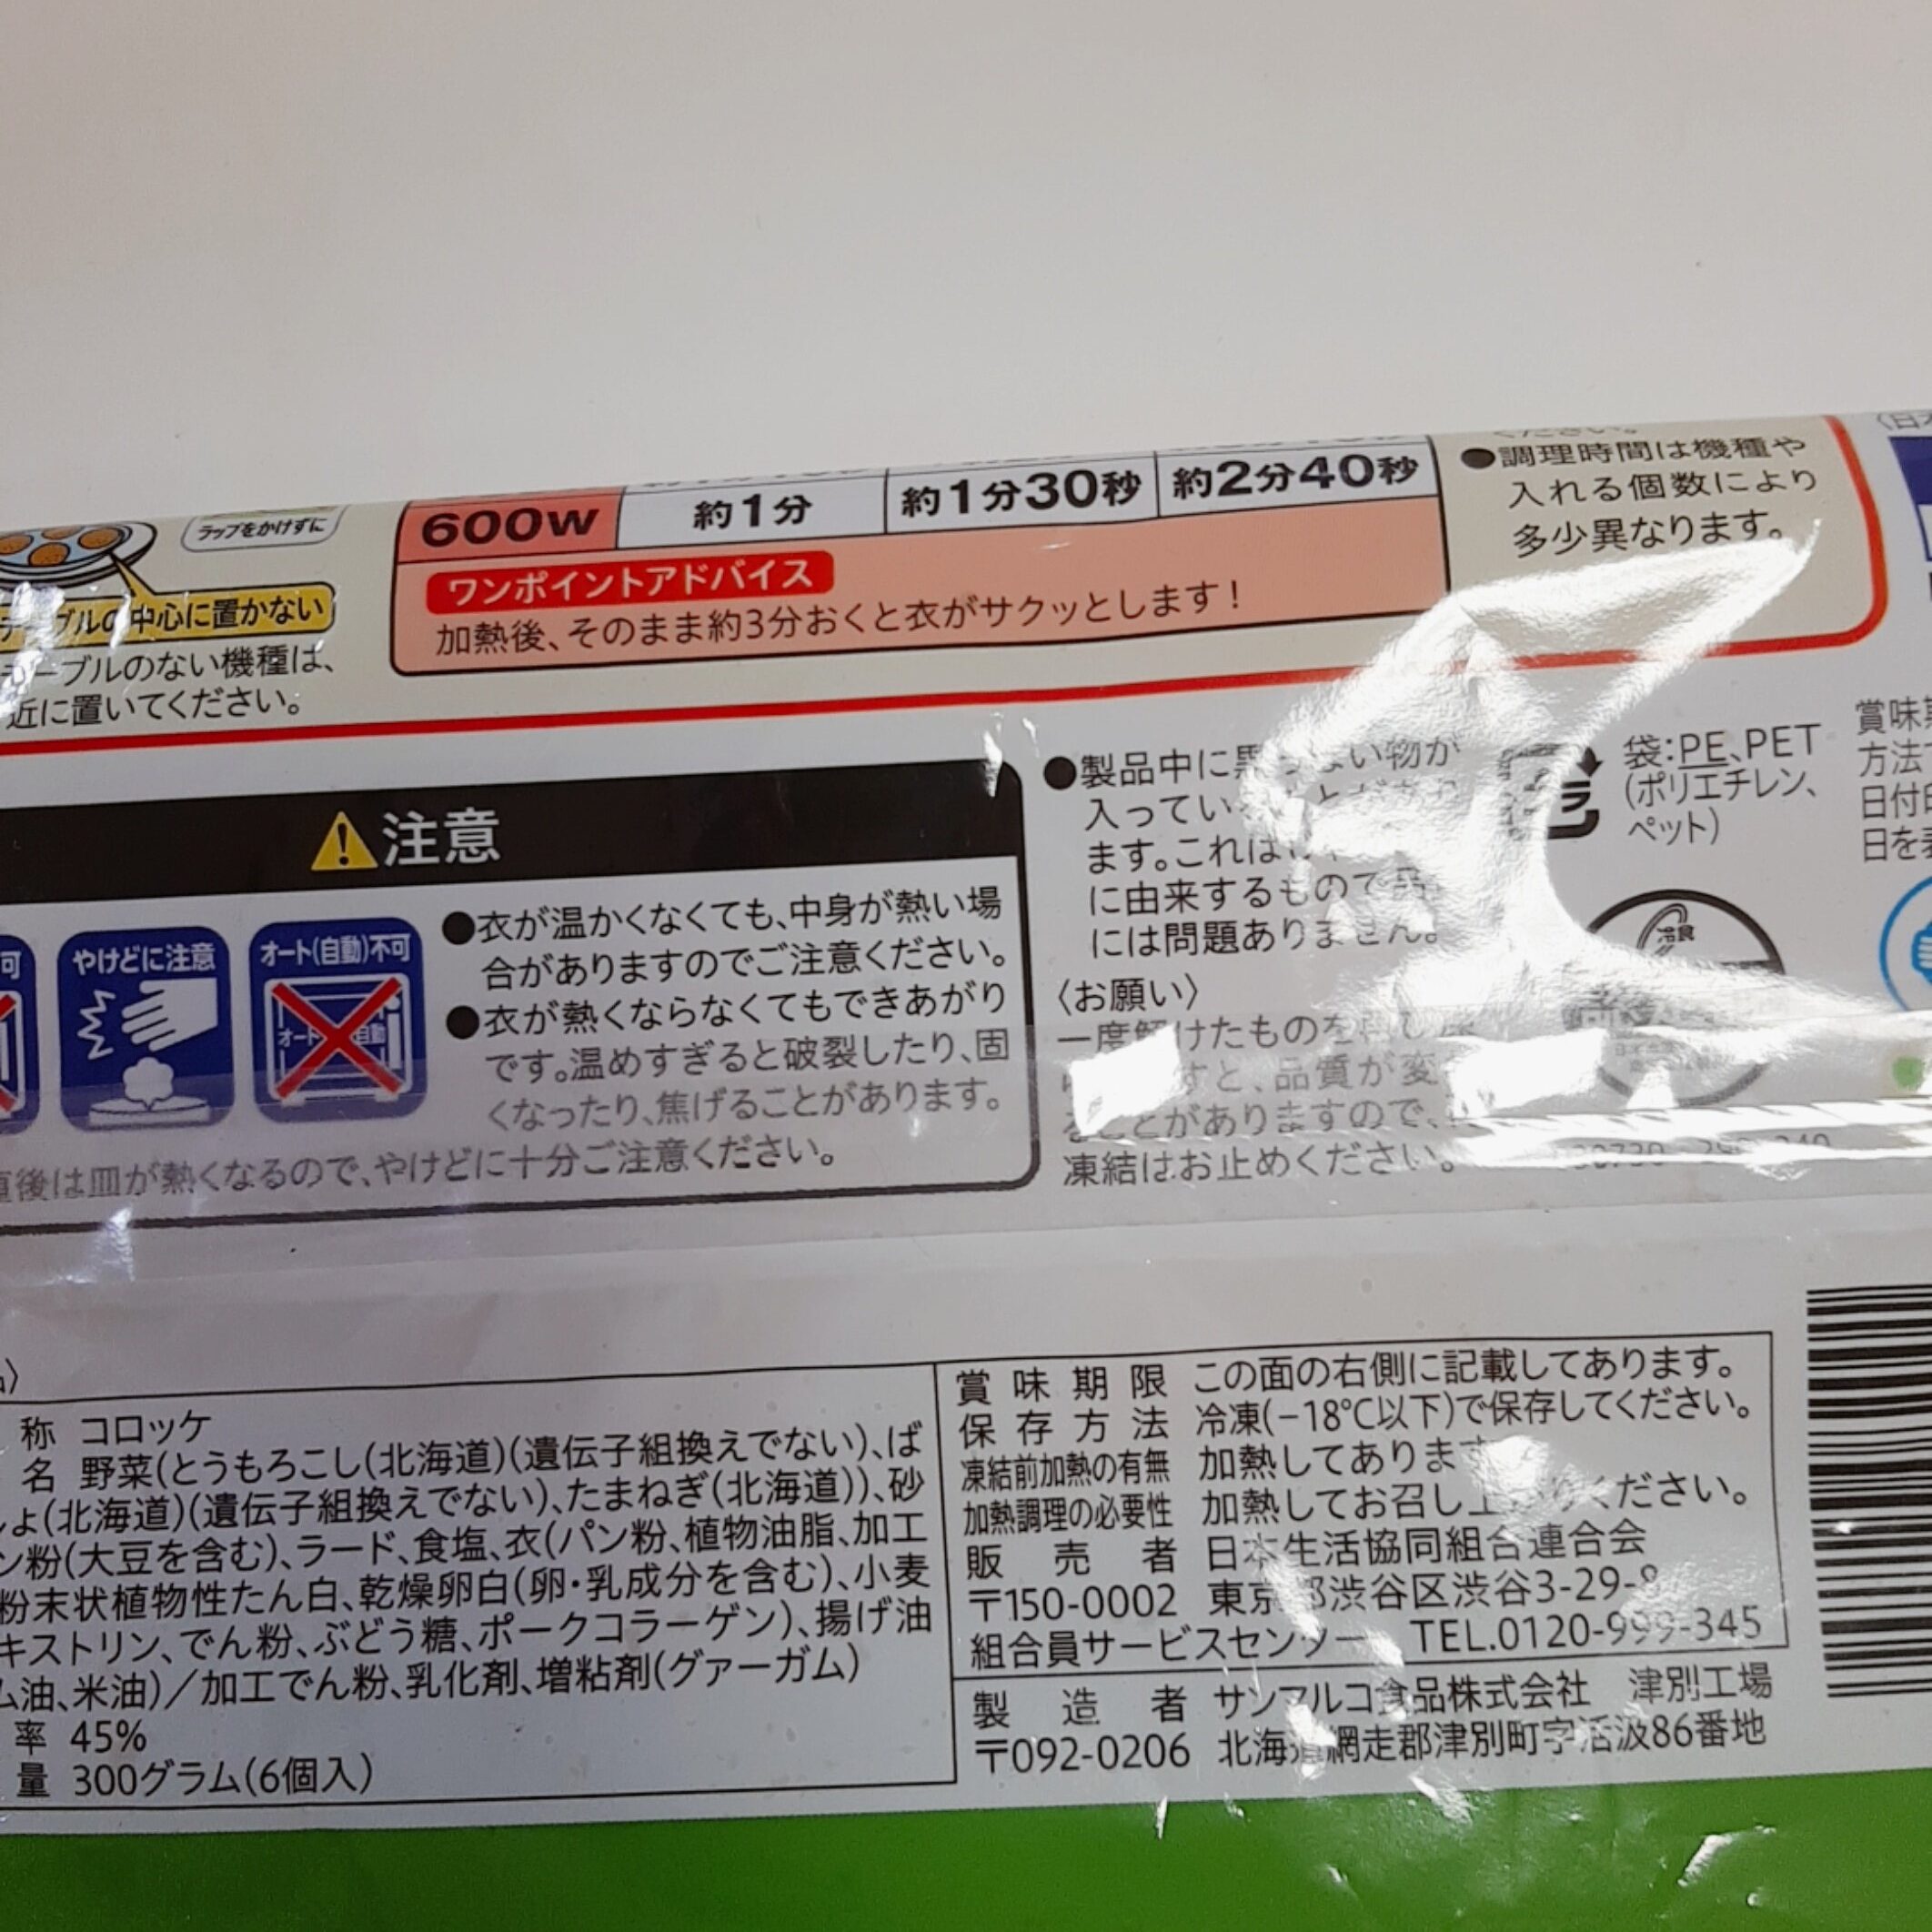 ラップをかけずに
ブルの中心に置かない
ーブルのない機種は、
近に置いてください。
600W 約1分 約1分30秒 約2分40秒
ワンポイントアドバイス
加熱後、そのまま約3分おくと衣がサクッとします!
●調理時間は機種や
入れる個数により
多少異なります。
注意
可
やけどに注意
オート(自動)不可
オート 自動
●衣が温かくなくても、中身が熱い場
合がありますのでご注意ください。
●衣が熱くならなくてもできあがり
です。温めすぎると破裂したり、固
くなったり、焦げることがあります。
直後は皿が熱くなるので、やけどに十分ご注意ください。
●製品中に黒 物が
入ってい
ます。これは
に由来するもので
には問題ありません。
〈お願い〉
一度解けたものを
すと、品質が変
ことがありますので、
凍結はお止めください。
プラ
袋:PE、PET
(ポリエチレン、
ペット)
冷食
賞味
方法
日付
日を
称 コロッケ
名 野菜(とうもろこし(北海道)(遺伝子組換えでない)、ば
しょ(北海道)(遺伝子組換えでない)、たまねぎ(北海道))、砂
ン粉(大豆を含む)、ラード、食塩、衣(パン粉、植物油脂、加工
粉末状植物性たん白、乾燥卵白(卵・乳成分を含む)、小麦
キストリン、でん粉、ぶどう糖、ポークコラーゲン)、揚げ油
ム油、米油)/加工でん粉、乳化剤、増粘剤(グァーガム)
率 45%
量 300グラム(6個入)
賞味期限 この面の右側に記載してあります。
保存方法 冷凍(−18℃以下)で保存してください。
凍結前加熱の有無 加熱してあります
加熱調理の必要性 加熱してお召し上がりください。
販売者 日本生活協同組合連合会
〒150-0002 東京都渋谷区渋谷3-29-8
組合員サービスセンター TEL.0120-999-345
製造者 サンマルコ食品株式会社 津別工場
〒092-0206 北海道網走郡津別町字活汲86番地